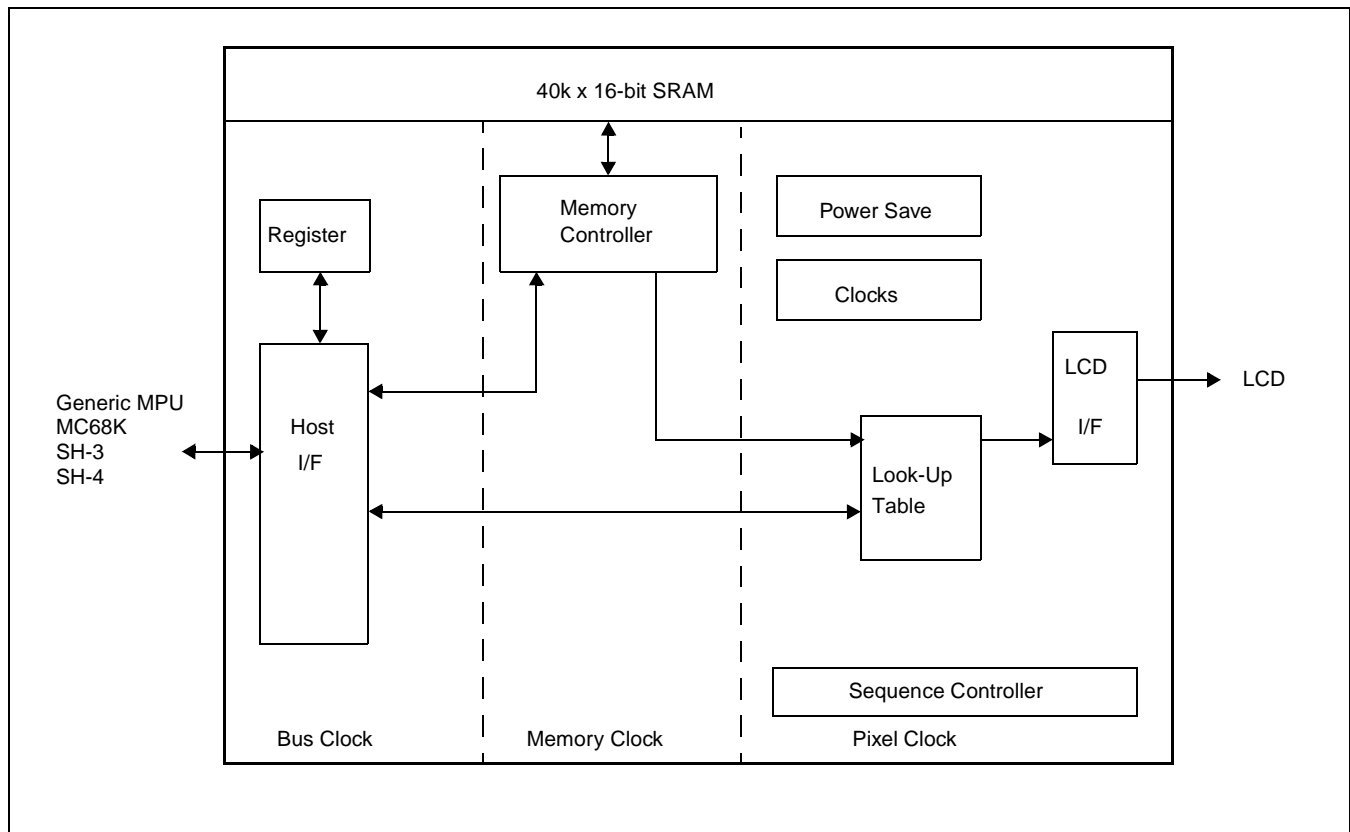 40k x 16-bit SRAM
Register
Memory
Controller
Power Save
Clocks
Generic MPU
MC68K
SH-3
SH-4
Host
I/F
LCD
I/F
LCD
Look-Up
Table
Sequence Controller
Bus Clock
Memory Clock
Pixel Clock